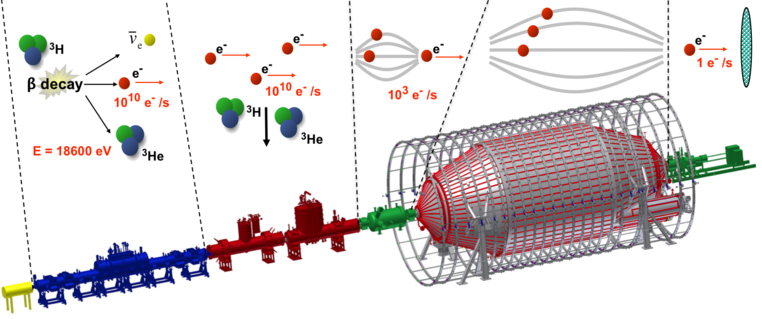 ³H
ν̄ₑ
β decay
e⁻
10¹⁰ e⁻/s
³He
E = 18600 eV
e⁻
e⁻
e⁻
10¹⁰ e⁻/s
³H
³He
e⁻
10³ e⁻/s
e⁻
1 e⁻/s